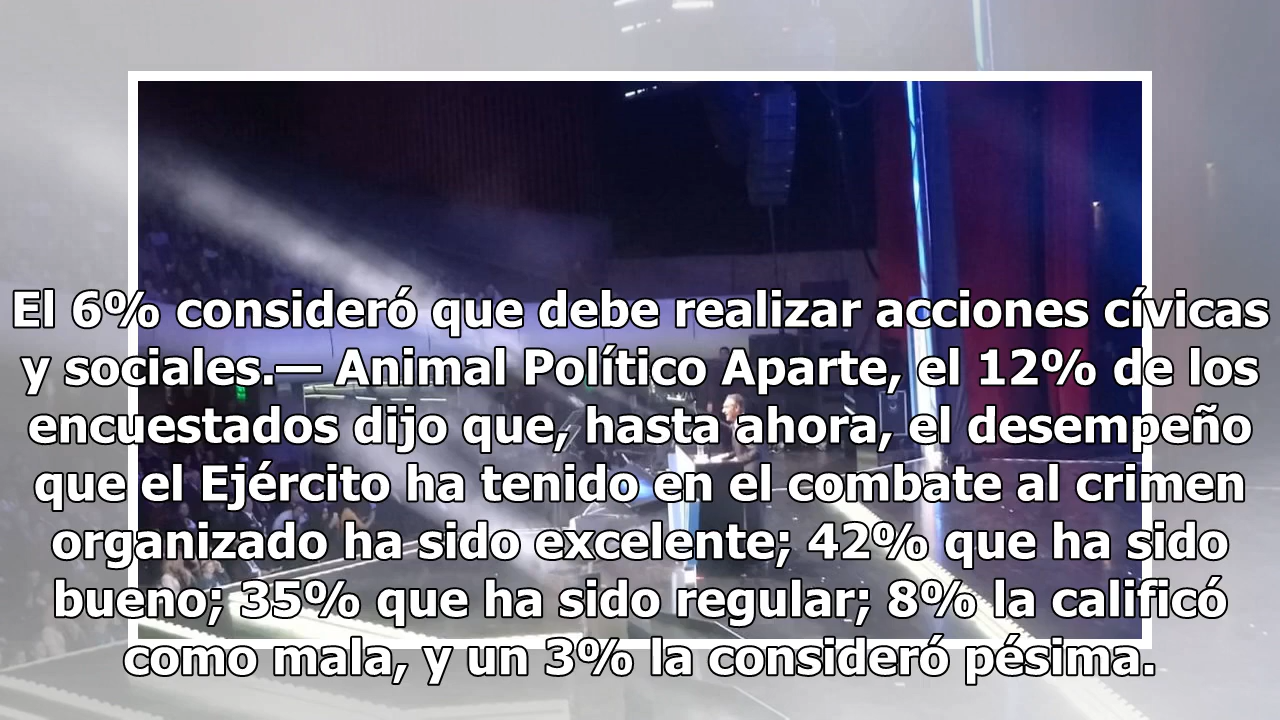 El 6% consideró que debe realizar acciones cívicas
y sociales.— Animal Político Aparte, el 12% de los
encuestados dijo que, hasta ahora, el desempeño
que el Ejército ha tenido en el combate al crimen
organizado ha sido excelente; 42% que ha sido
bueno; 35% que ha sido regular; 8% la calificó
como mala, y un 3% la consideró pésima.